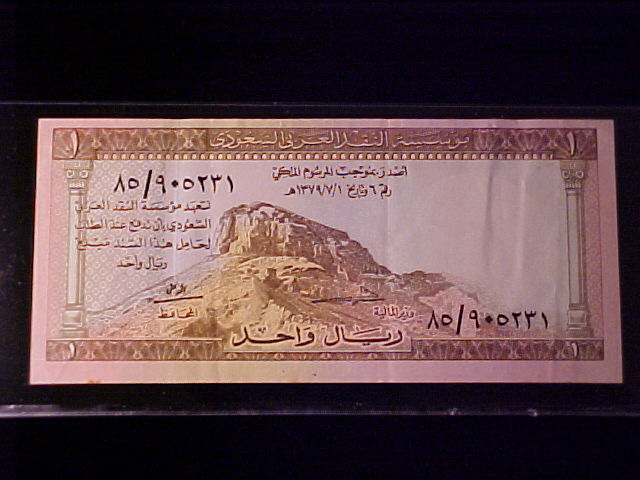 مؤسسة النقد العربي السعودي
١ ١
أصدر بموجب المرسوم الملكي
رقم ٦ وتاريخ ١٣٧٩/٧/١هـ
٨٥/٩٠٥٢٣١
تتعهد مؤسسة النقد العربي
السعودي بأن تدفع عند الطلب
لحامل هذا السند مبلغ
ريال واحد
وزير المالية
المحافظ
٨٥/٩٠٥٢٣١
ريال واحد
١ ١